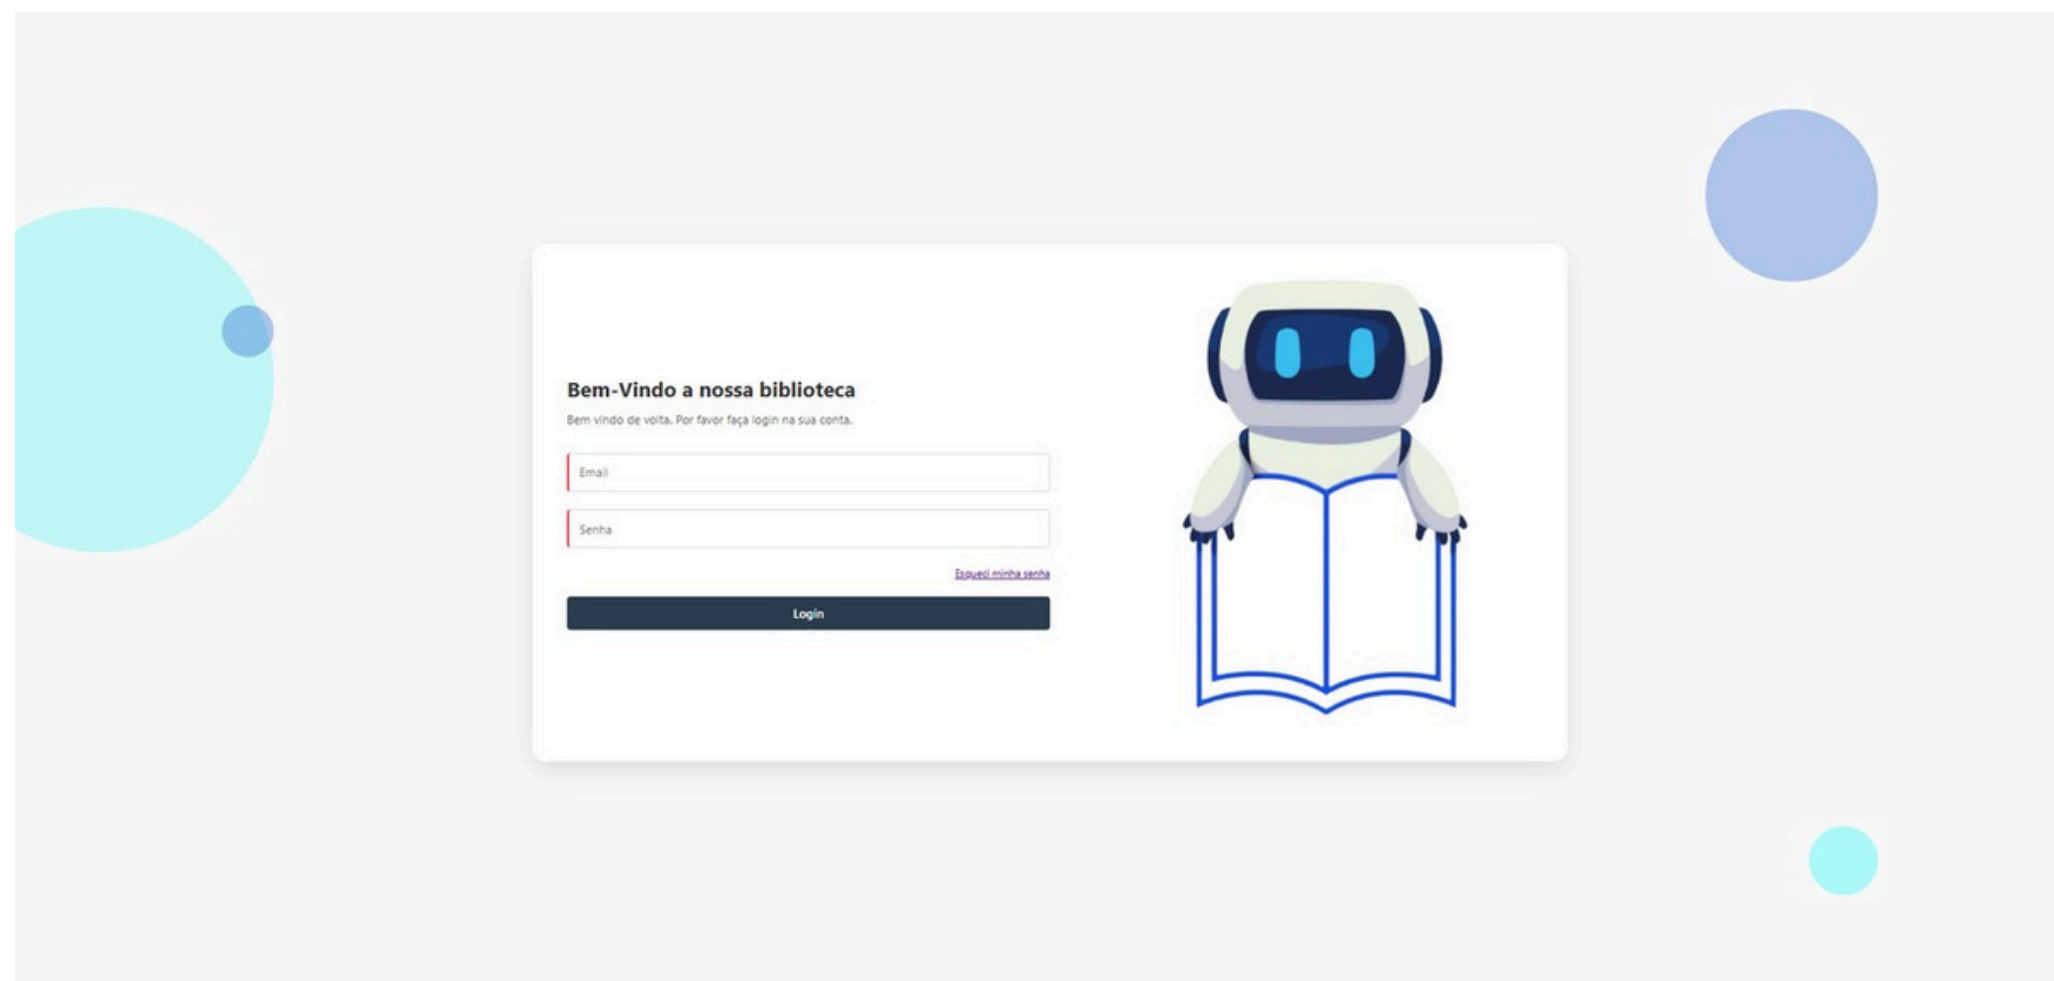 Bem-Vindo a nossa biblioteca
Bem vindo de volta. Por favor faça login na sua conta.
Email
Senha
Esqueci minha senha
Login